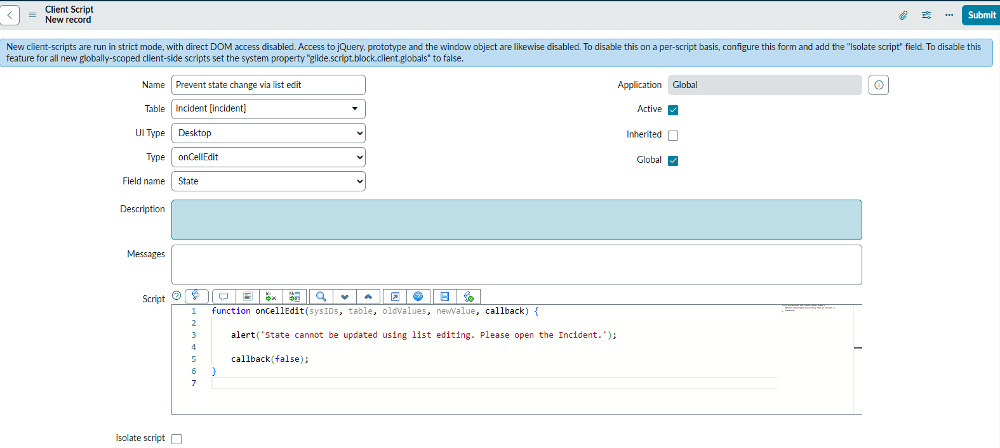 Client Script
New record
Submit
New client-scripts are run in strict mode, with direct DOM access disabled. Access to jQuery, prototype and the window object are likewise disabled. To disable this on a per-script basis, configure this form and add the "Isolate script" field. To disable this
feature for all new globally-scoped client-side scripts set the system property "glide.script.block.client.globals" to false.
Name Prevent state change via list edit
Application Global
Table Incident [incident]
Active
UI Type Desktop
Inherited
Type onCellEdit
Global
Field name State
Description
Messages
Script
1 function onCellEdit(sysIDs, table, oldValues, newValue, callback) {
2
3 alert('State cannot be updated using list editing. Please open the Incident.');
4
5 callback(false);
6 }
7
Isolate script